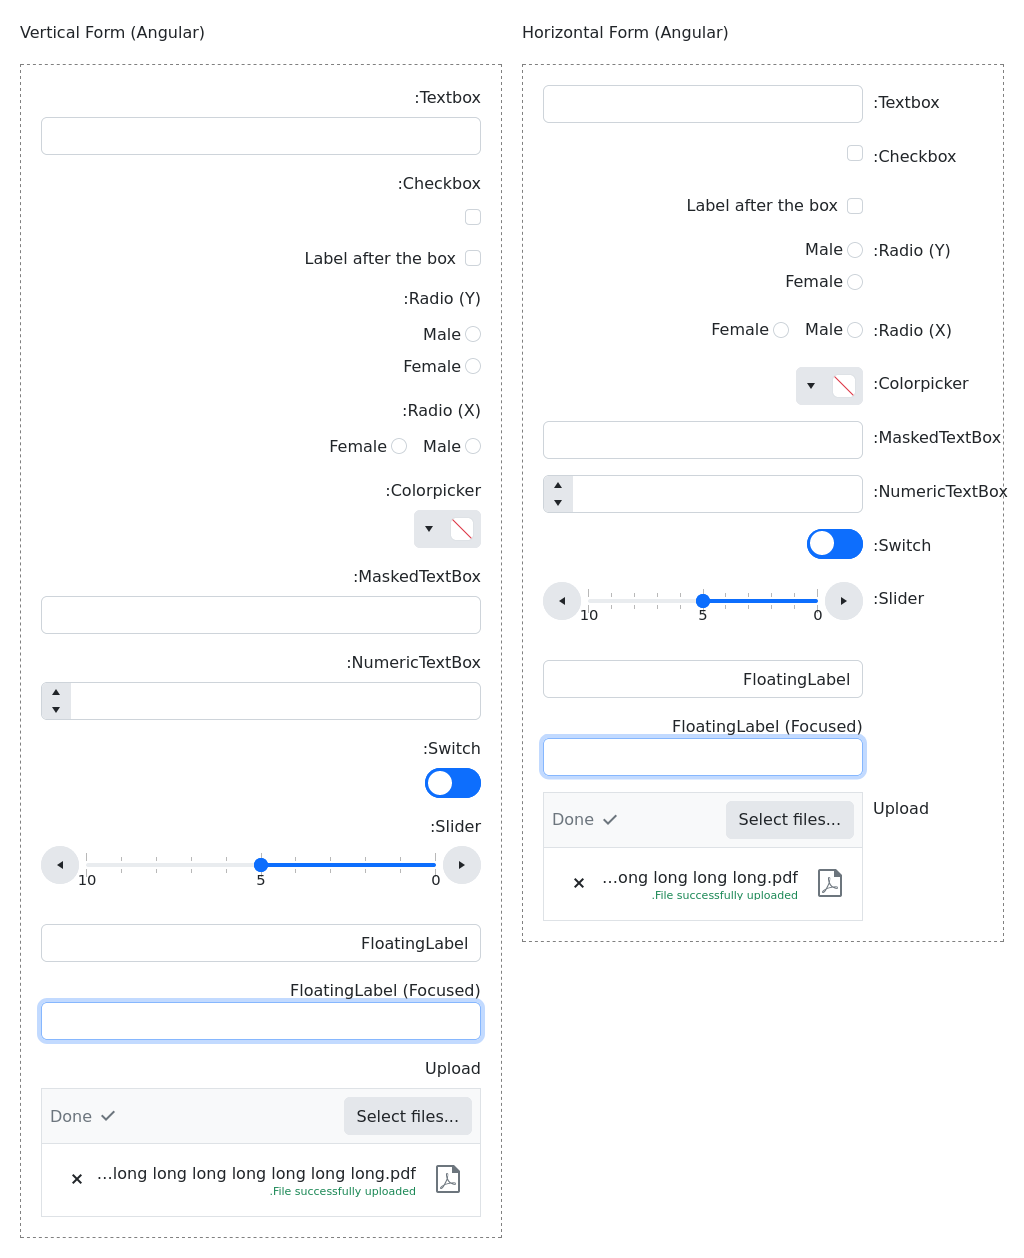 Vertical Form (Angular)
:Textbox
:Checkbox
Label after the box
:Radio (Y)
Male
Female
:Radio (X)
Female Male
:Colorpicker
:MaskedTextBox
:NumericTextBox
:Switch
:Slider
10 5 0
FloatingLabel
FloatingLabel (Focused)
Upload
Done Select files...
...long long long long long long long.pdf
.File successfully uploaded
Horizontal Form (Angular)
:Textbox
:Checkbox
Label after the box
Male :Radio (Y)
Female
Female Male :Radio (X)
:Colorpicker
:MaskedTextBox
:NumericTextBox
:Switch
:Slider
10 5 0
FloatingLabel
FloatingLabel (Focused)
Upload
Done Select files...
...ong long long long.pdf
.File successfully uploaded